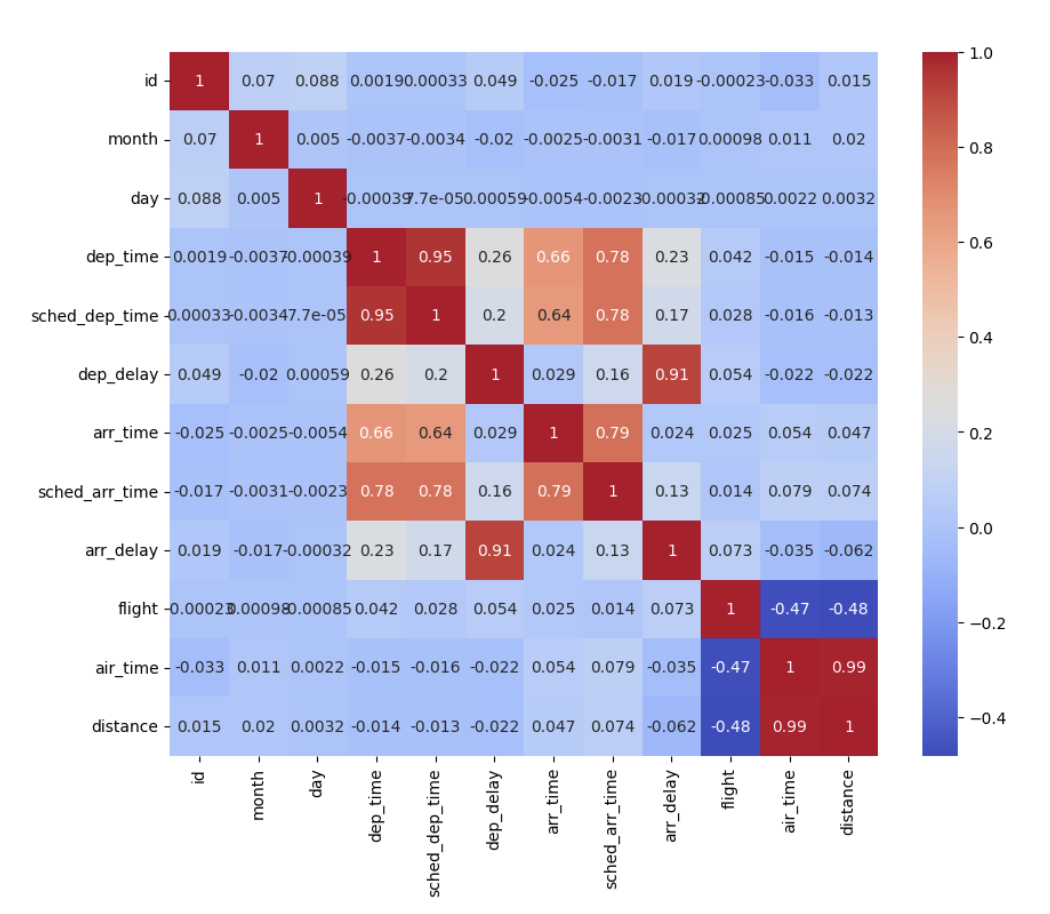 id 1 0.07 0.088 0.0019 0.00033 0.049 -0.025 -0.017 0.019 -0.00023 -0.033 0.015
month 0.07 1 0.005 -0.0037 -0.0034 -0.02 -0.0025 -0.0031 -0.017 0.00098 0.011 0.02
day 0.088 0.005 1 -0.00039 7.7e-05 0.00059 -0.0054 -0.0023 -0.00032 -0.00085 0.0022 0.0032
dep_time 0.0019 -0.0037 -0.00039 1 0.95 0.26 0.66 0.78 0.23 0.042 -0.015 -0.014
sched_dep_time 0.00033 -0.0034 7.7e-05 0.95 1 0.2 0.64 0.78 0.17 0.028 -0.016 -0.013
dep_delay 0.049 -0.02 0.00059 0.26 0.2 1 0.029 0.16 0.91 0.054 -0.022 -0.022
arr_time -0.025 -0.0025 -0.0054 0.66 0.64 0.029 1 0.79 0.024 0.025 0.054 0.047
sched_arr_time -0.017 -0.0031 -0.0023 0.78 0.78 0.16 0.79 1 0.13 0.014 0.079 0.074
arr_delay 0.019 -0.017 -0.00032 0.23 0.17 0.91 0.024 0.13 1 0.073 -0.035 -0.062
flight -0.00023 0.00098 -0.00085 0.042 0.028 0.054 0.025 0.014 0.073 1 -0.47 -0.48
air_time -0.033 0.011 0.0022 -0.015 -0.016 -0.022 0.054 0.079 -0.035 -0.47 1 0.99
distance 0.015 0.02 0.0032 -0.014 -0.013 -0.022 0.047 0.074 -0.062 -0.48 0.99 1
id
month
day
dep_time
sched_dep_time
dep_delay
arr_time
sched_arr_time
arr_delay
flight
air_time
distance
1.0
0.8
0.6
0.4
0.2
0.0
−0.2
−0.4